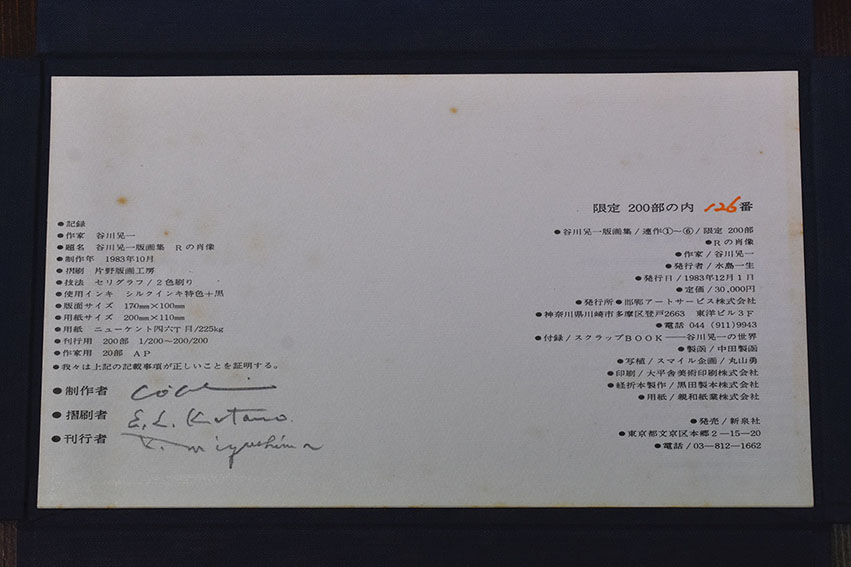 ●記録
●作家 谷川晃一
●題名 谷川晃一版画集 Rの肖像
●制作年 1983年10月
●摺刷 片野版画工房
●技法 セリグラフ/2色刷り
●使用インキ シルクインキ特色+黒
●版面サイズ 170mm×100mm
●用紙サイズ 200mm×110mm
●用紙 ニューケント四六T目/225kg
●刊行用 200部 1/200〜200/200
●作家用 20部 AP
●我々は上記の記載事項が正しいことを証明する。
●制作者
●摺刷者 E.L. Katano
●刊行者 K. miyushima
限定 200部の内 126番
●谷川晃一版画集/連作①〜⑥/限定 200部
●Rの肖像
●作家/谷川晃一
●発行者/水島一生
●発行日/1983年12月1日
●定価/30,000円
発行所●邯鄲アートサービス株式会社
●神奈川県川崎市多摩区登戸2663 東洋ビル3F
●電話 044 (911)9943
●付録/スクラップBOOK——谷川晃一の世界
●製函/中田製函
●写植/スマイル企画/丸山勇
●印刷/大平舎美術印刷株式会社
●経折本製作/黒田製本株式会社
●用紙/親和紙業株式会社
●発売/新泉社
●東京都文京区本郷2-15-20
●電話/03-812-1662